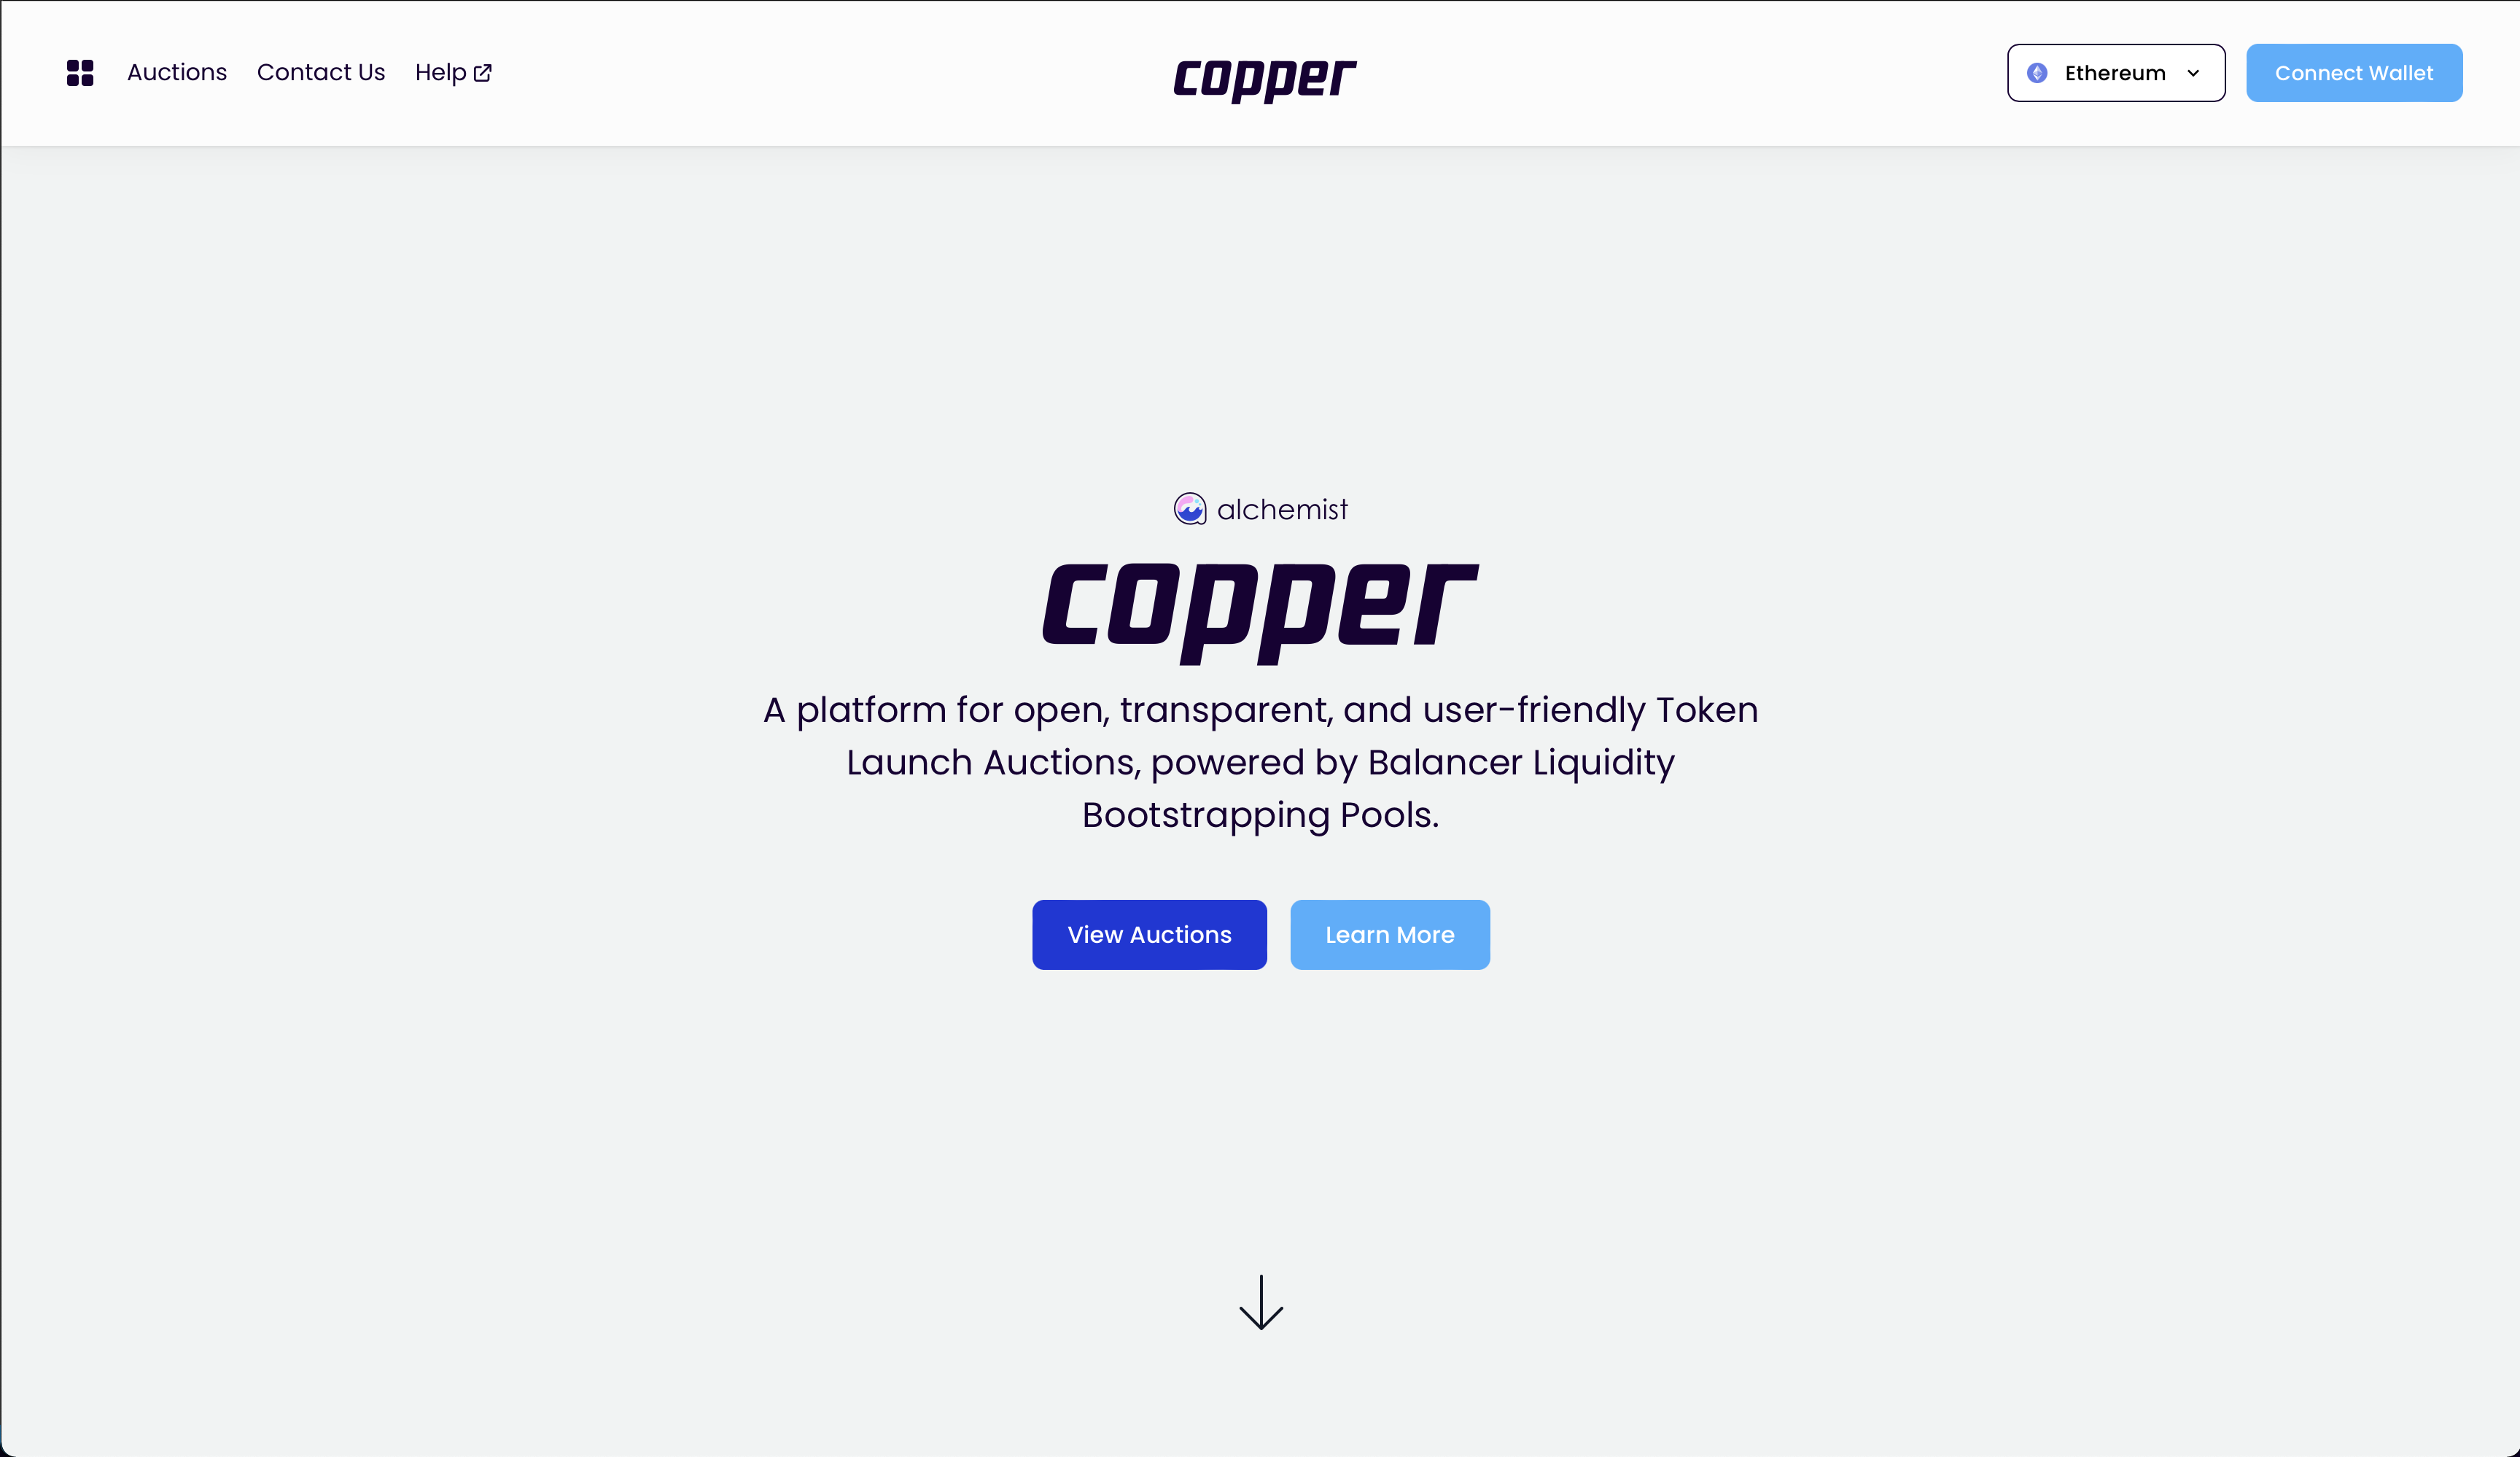 Auctions Contact Us Help copper Ethereum Connect Wallet
alchemist
copper
A platform for open, transparent, and user-friendly Token
Launch Auctions, powered by Balancer Liquidity
Bootstrapping Pools.
View Auctions Learn More